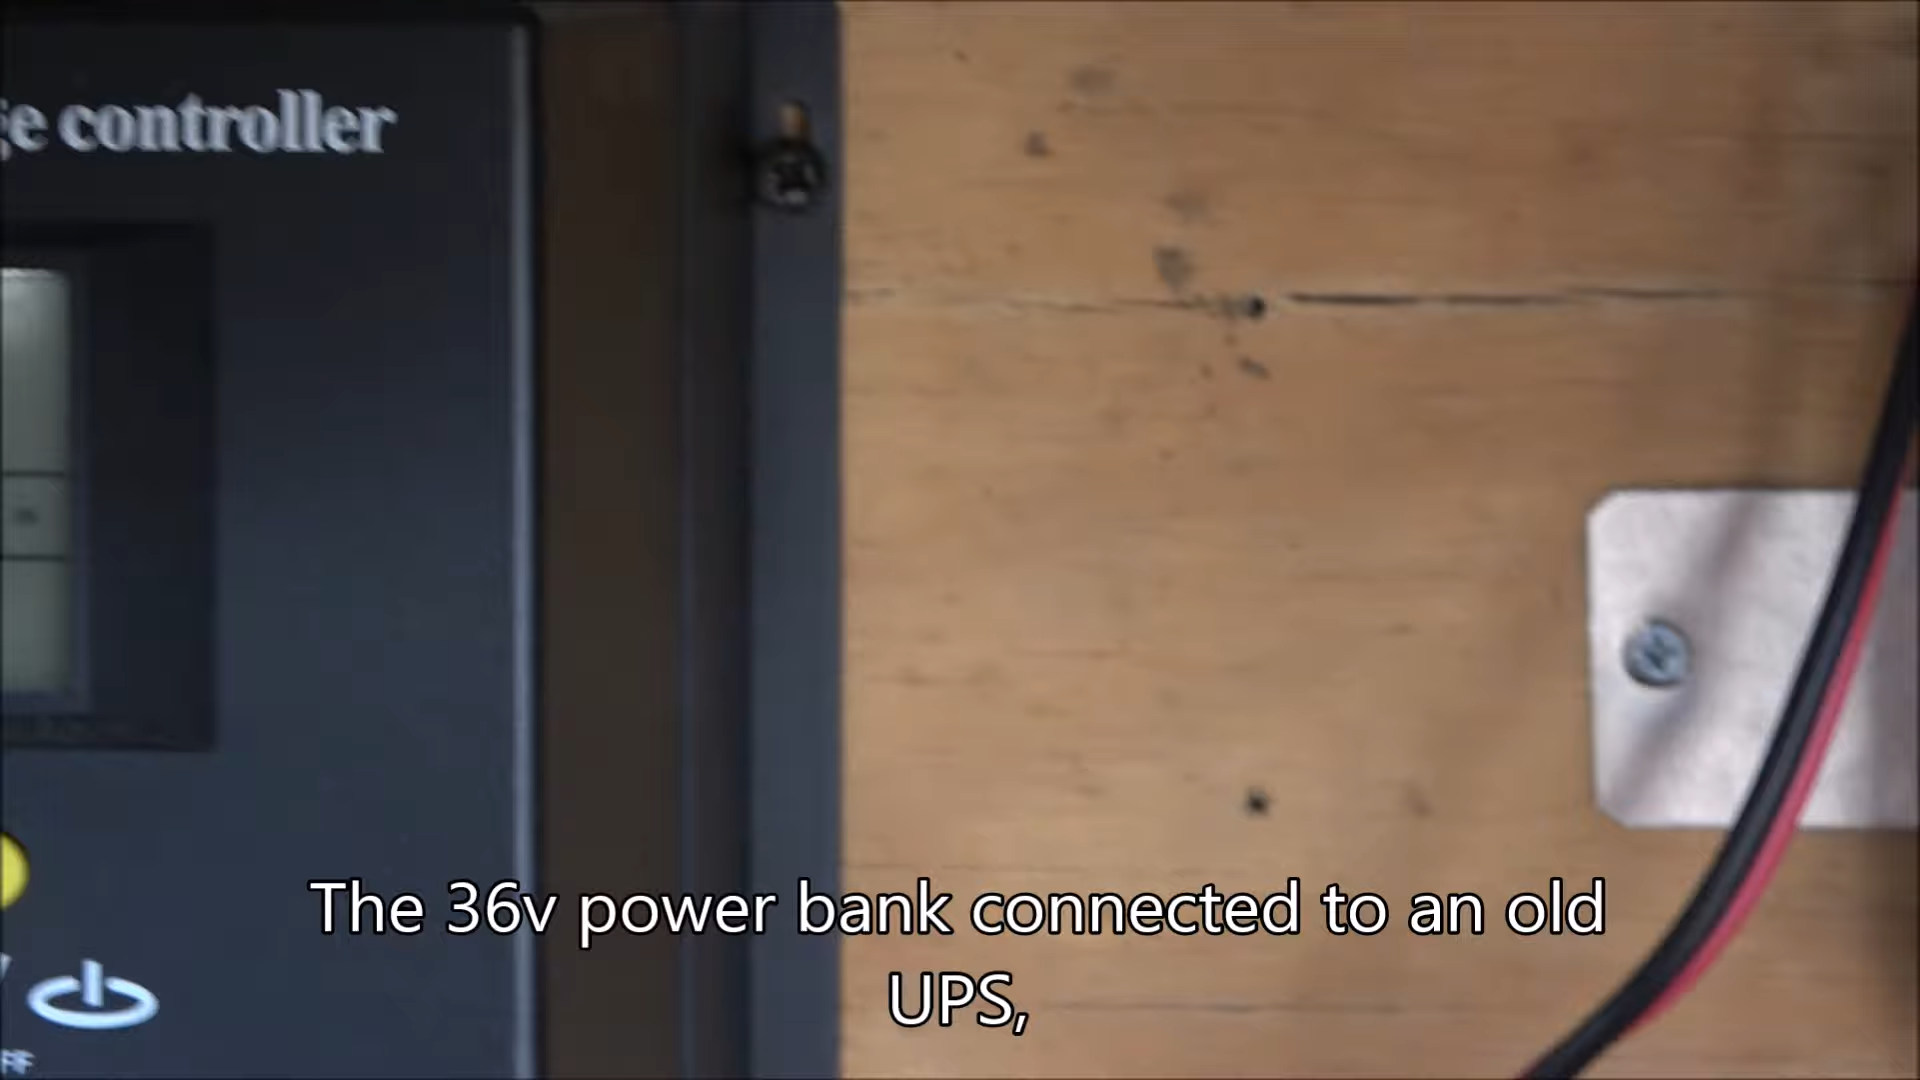 e controller
The 36v power bank connected to an old
UPS,